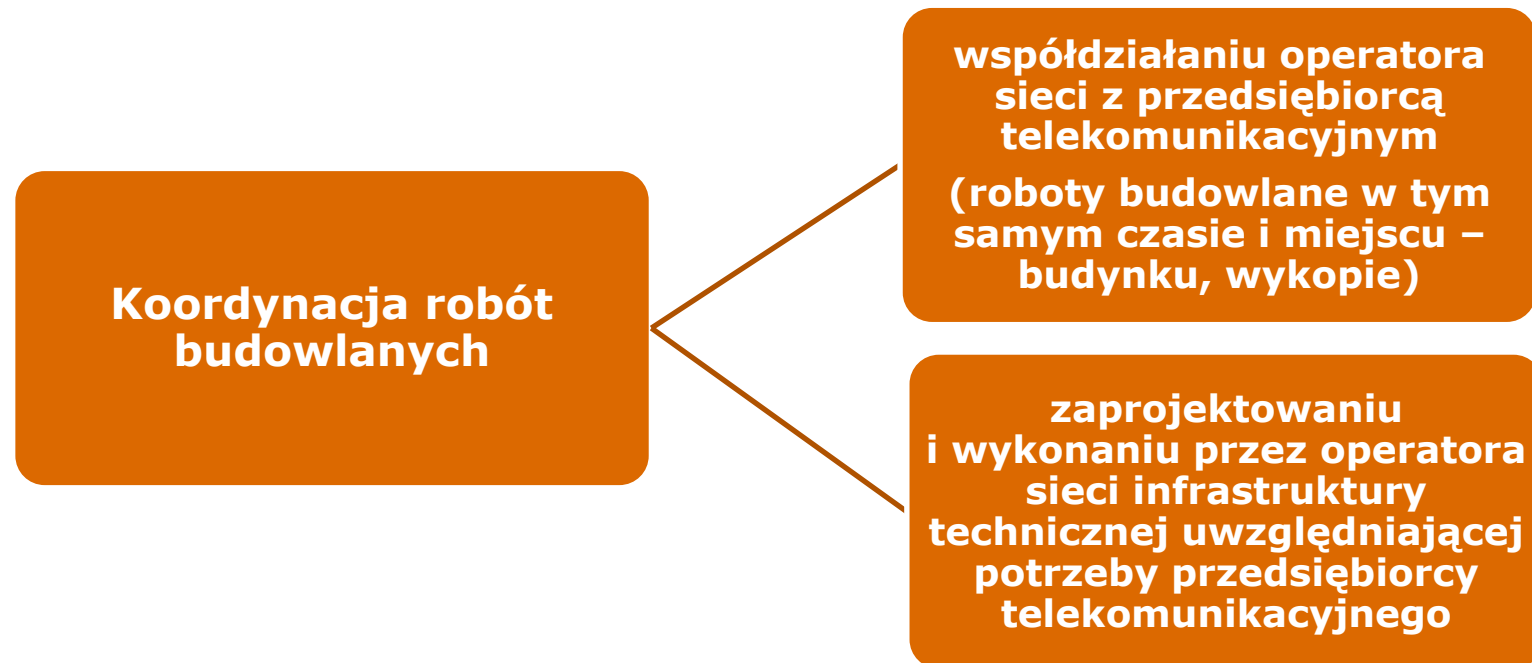 Koordynacja robót
budowlanych
współdziałaniu operatora
sieci z przedsiębiorcą
telekomunikacyjnym
(roboty budowlane w tym
samym czasie i miejscu –
budynku, wykopie)
zaprojektowaniu
i wykonaniu przez operatora
sieci infrastruktury
technicznej uwzględniającej
potrzeby przedsiębiorcy
telekomunikacyjnego